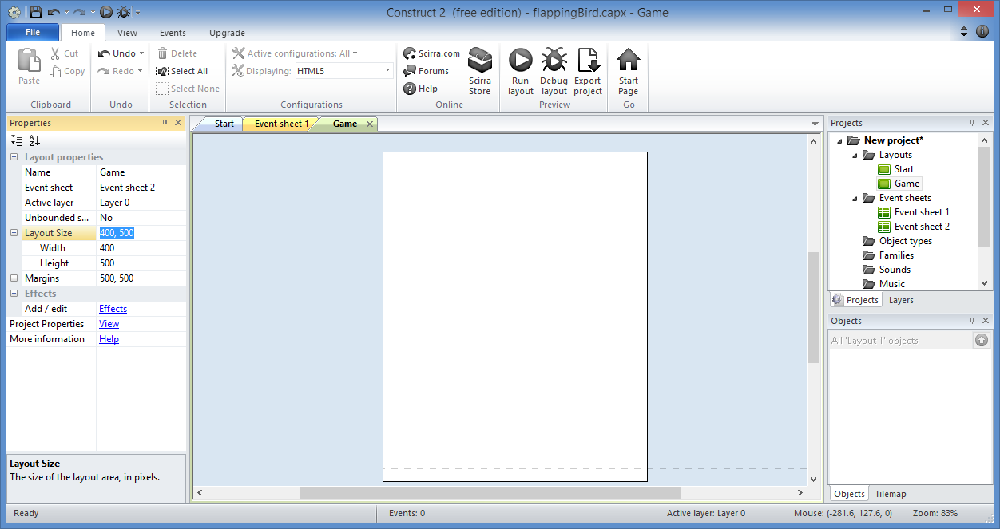 Construct 2 (free edition) - flappingBird.capx - Game
File Home View Events Upgrade
Paste
Cut
Copy
Clipboard
Undo
Redo
Undo
Delete
Select All
Select None
Selection
Active configurations: All
Displaying: HTML5
Configurations
Scirra.com
Forums
Help
Scirra
Store
Online
Run
layout
Debug
layout
Export
project
Preview
Start
Page
Go
Properties
Layout properties
Name Game
Event sheet Event sheet 2
Active layer Layer 0
Unbounded s... No
Layout Size 400, 500
Width 400
Height 500
Margins 500, 500
Effects
Add / edit Effects
Project Properties View
More information Help
Layout Size
The size of the layout area, in pixels.
Start Event sheet 1 Game
Projects
New project*
Layouts
Start
Game
Event sheets
Event sheet 1
Event sheet 2
Object types
Families
Sounds
Music
Projects Layers
Objects
All 'Layout 1' objects
Objects Tilemap
Ready Events: 0 Active layer: Layer 0 Mouse: (-281.6, 127.6, 0) Zoom: 83%